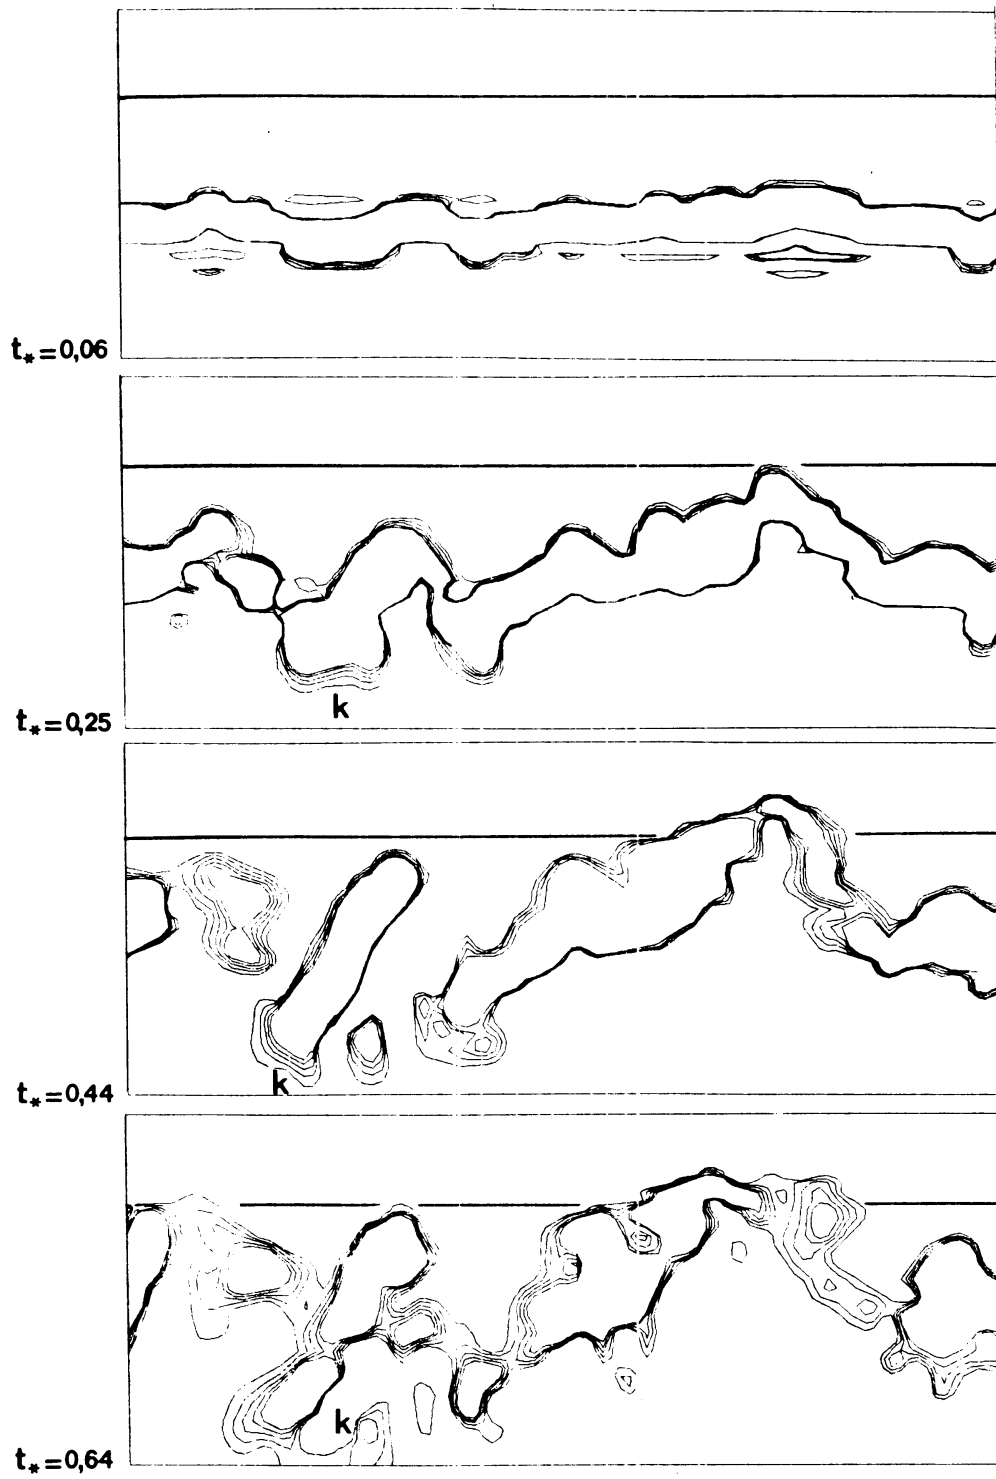 t* = 0,06
k
t* = 0,25
k
t* = 0,44
k
t* = 0,64